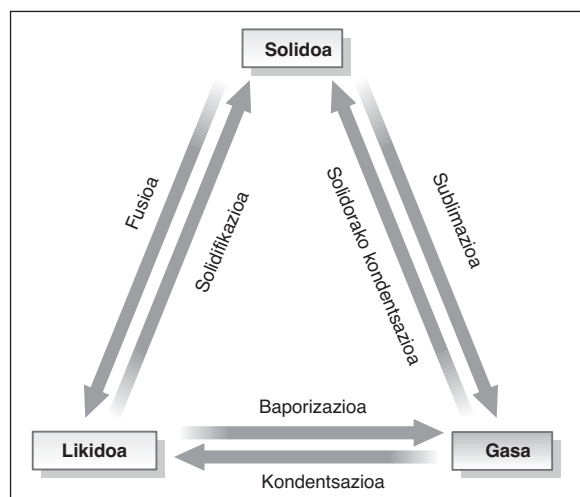 Solidoa
Fusioa
Solidifikazioa
Solidorako kondentsazioa
Sublimazioa
Baporizazioa
Likidoa
Gasa
Kondentsazioa